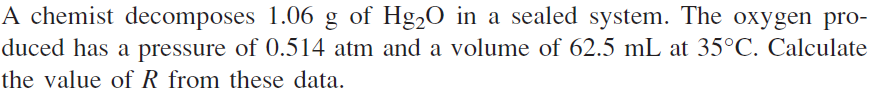 A chemist decomposes 1.06 g of Hg₂O in a sealed system. The oxygen pro-
duced has a pressure of 0.514 atm and a volume of 62.5 mL at 35°C. Calculate
the value of R from these data.